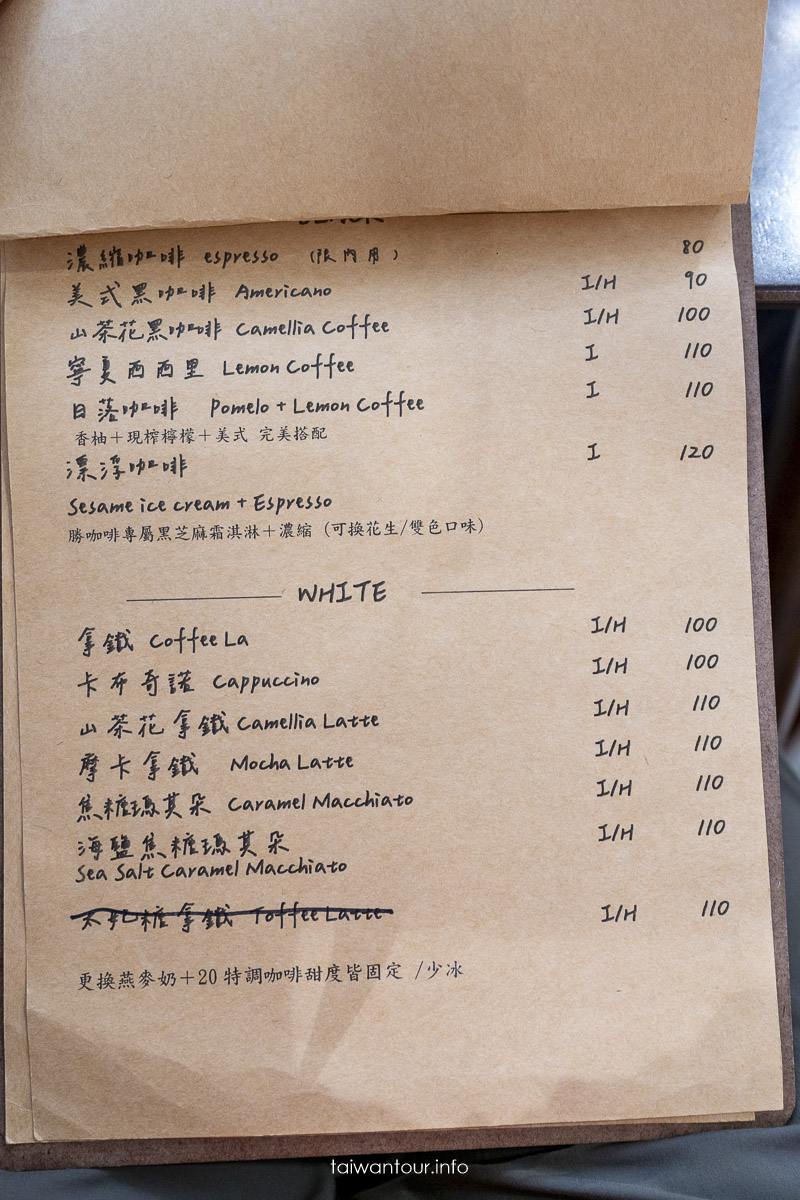 濃縮咖啡 espresso (限內用) 80
美式黑咖啡 Americano I/H 90
山茶花黑咖啡 Camellia Coffee I/H 100
寧夏西西里 Lemon Coffee I 110
日落咖啡 Pomelo + Lemon Coffee I 110
香柚＋現榨檸檬＋美式 完美搭配
漂浮咖啡 I 120
Sesame ice cream + Espresso
勝咖啡專屬黑芝麻霜淇淋＋濃縮 (可換花生/雙色口味)
WHITE
拿鐵 Coffee La I/H 100
卡布奇諾 Cappuccino I/H 100
山茶花拿鐵 Camellia Latte I/H 110
摩卡拿鐵 Mocha Latte I/H 110
焦糖瑪其朵 Caramel Macchiato I/H 110
海鹽焦糖瑪其朵 I/H 110
Sea Salt Caramel Macchiato
太妃糖拿鐵 Toffee Latte I/H 110
更換燕麥奶＋20 特調咖啡甜度皆固定 /少冰
taiwantour.info